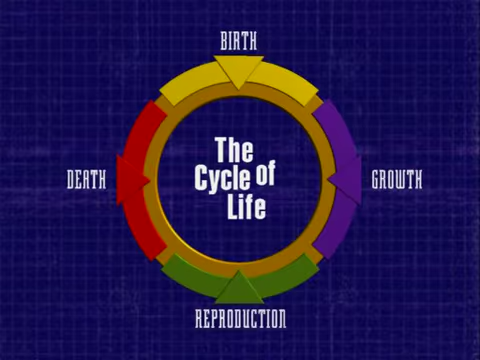 BIRTH
The
Cycle of
Life
DEATH
GROWTH
REPRODUCTION